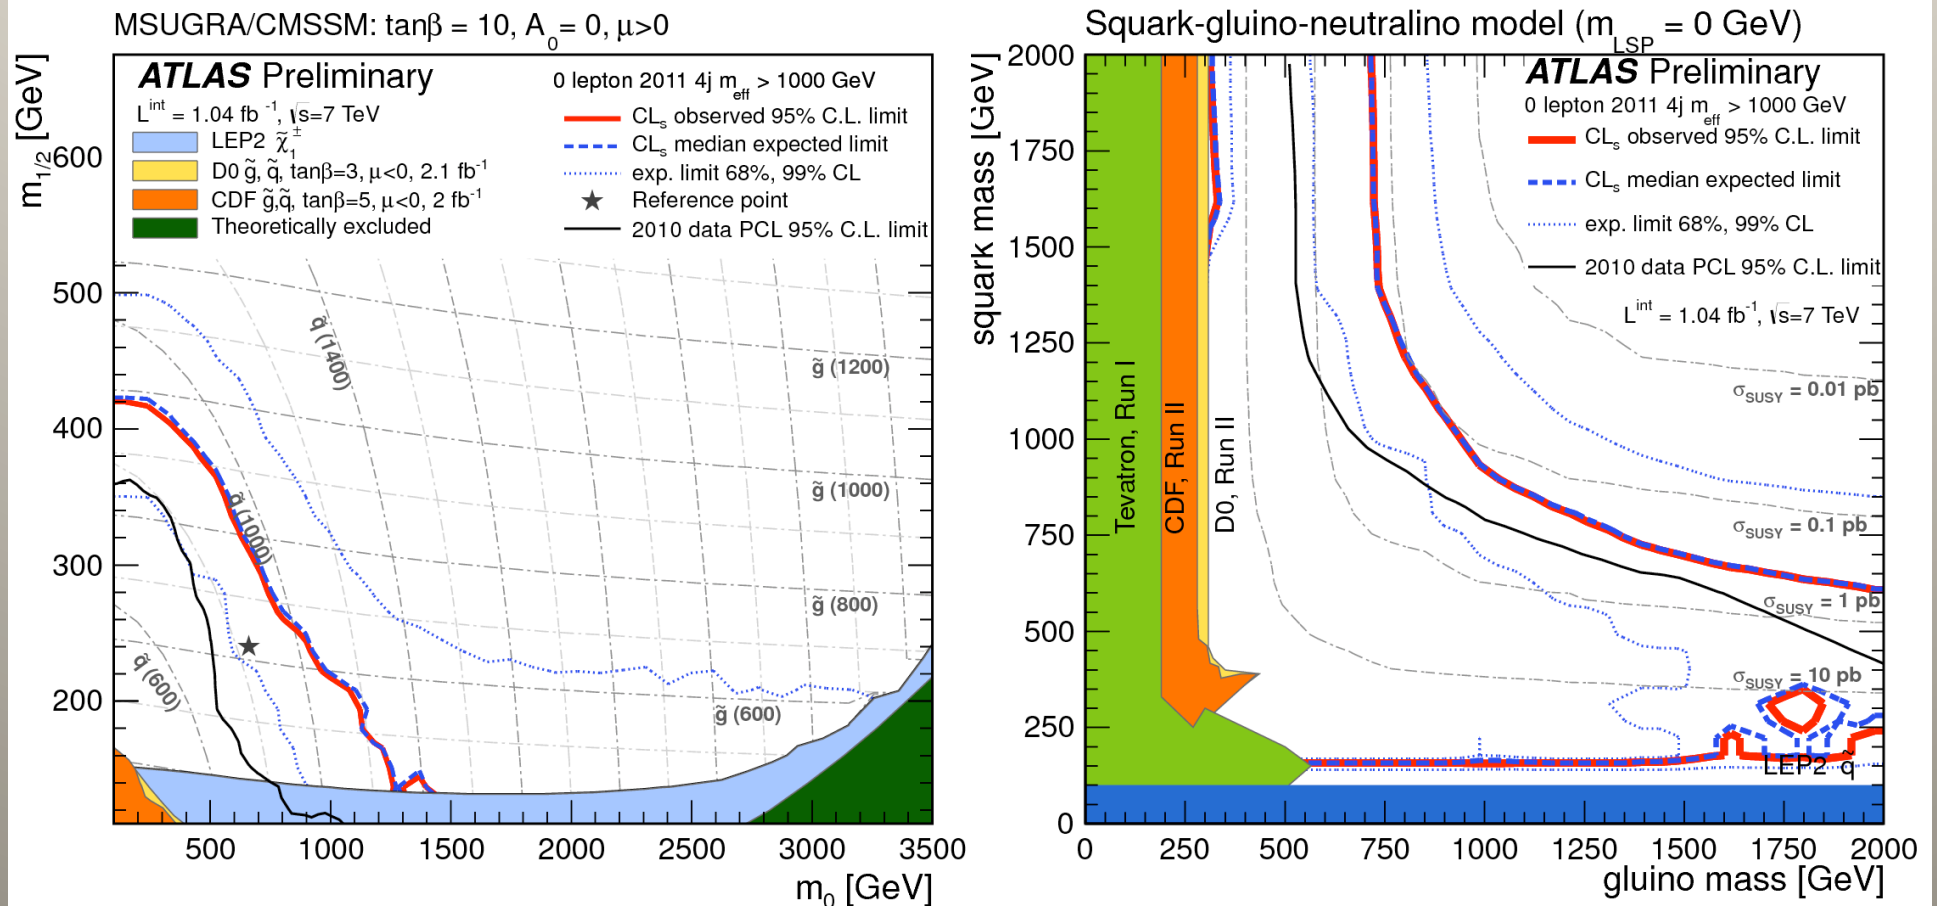 MSUGRA/CMSSM: tanβ = 10, A₀= 0, μ>0
ATLAS Preliminary
Lⁱⁿᵗ = 1.04 fb⁻¹, √s=7 TeV
LEP2 χ̃₁±
D0 g̃, q̃, tanβ=3, μ<0, 2.1 fb⁻¹
CDF g̃,q̃, tanβ=5, μ<0, 2 fb⁻¹
Theoretically excluded
0 lepton 2011 4j m_eff > 1000 GeV
CLₛ observed 95% C.L. limit
CLₛ median expected limit
exp. limit 68%, 99% CL
Reference point
2010 data PCL 95% C.L. limit
m₁/₂ [GeV]
600
500
400
300
200
q̃ (1400)
q̃ (1000)
q̃ (600)
g̃ (1200)
g̃ (1000)
g̃ (800)
g̃ (600)
500 1000 1500 2000 2500 3000 3500
m₀ [GeV]
Squark-gluino-neutralino model (m_LSP = 0 GeV)
ATLAS Preliminary
0 lepton 2011 4j m_eff > 1000 GeV
CLₛ observed 95% C.L. limit
CLₛ median expected limit
exp. limit 68%, 99% CL
2010 data PCL 95% C.L. limit
Lⁱⁿᵗ = 1.04 fb⁻¹, √s=7 TeV
squark mass [GeV]
2000
1750
1500
1250
1000
750
500
250
0
Tevatron, Run I
CDF, Run II
D0, Run II
σ_SUSY = 0.01 pb
σ_SUSY = 0.1 pb
σ_SUSY = 1 pb
σ_SUSY = 10 pb
LEP2 q̃
0 250 500 750 1000 1250 1500 1750 2000
gluino mass [GeV]